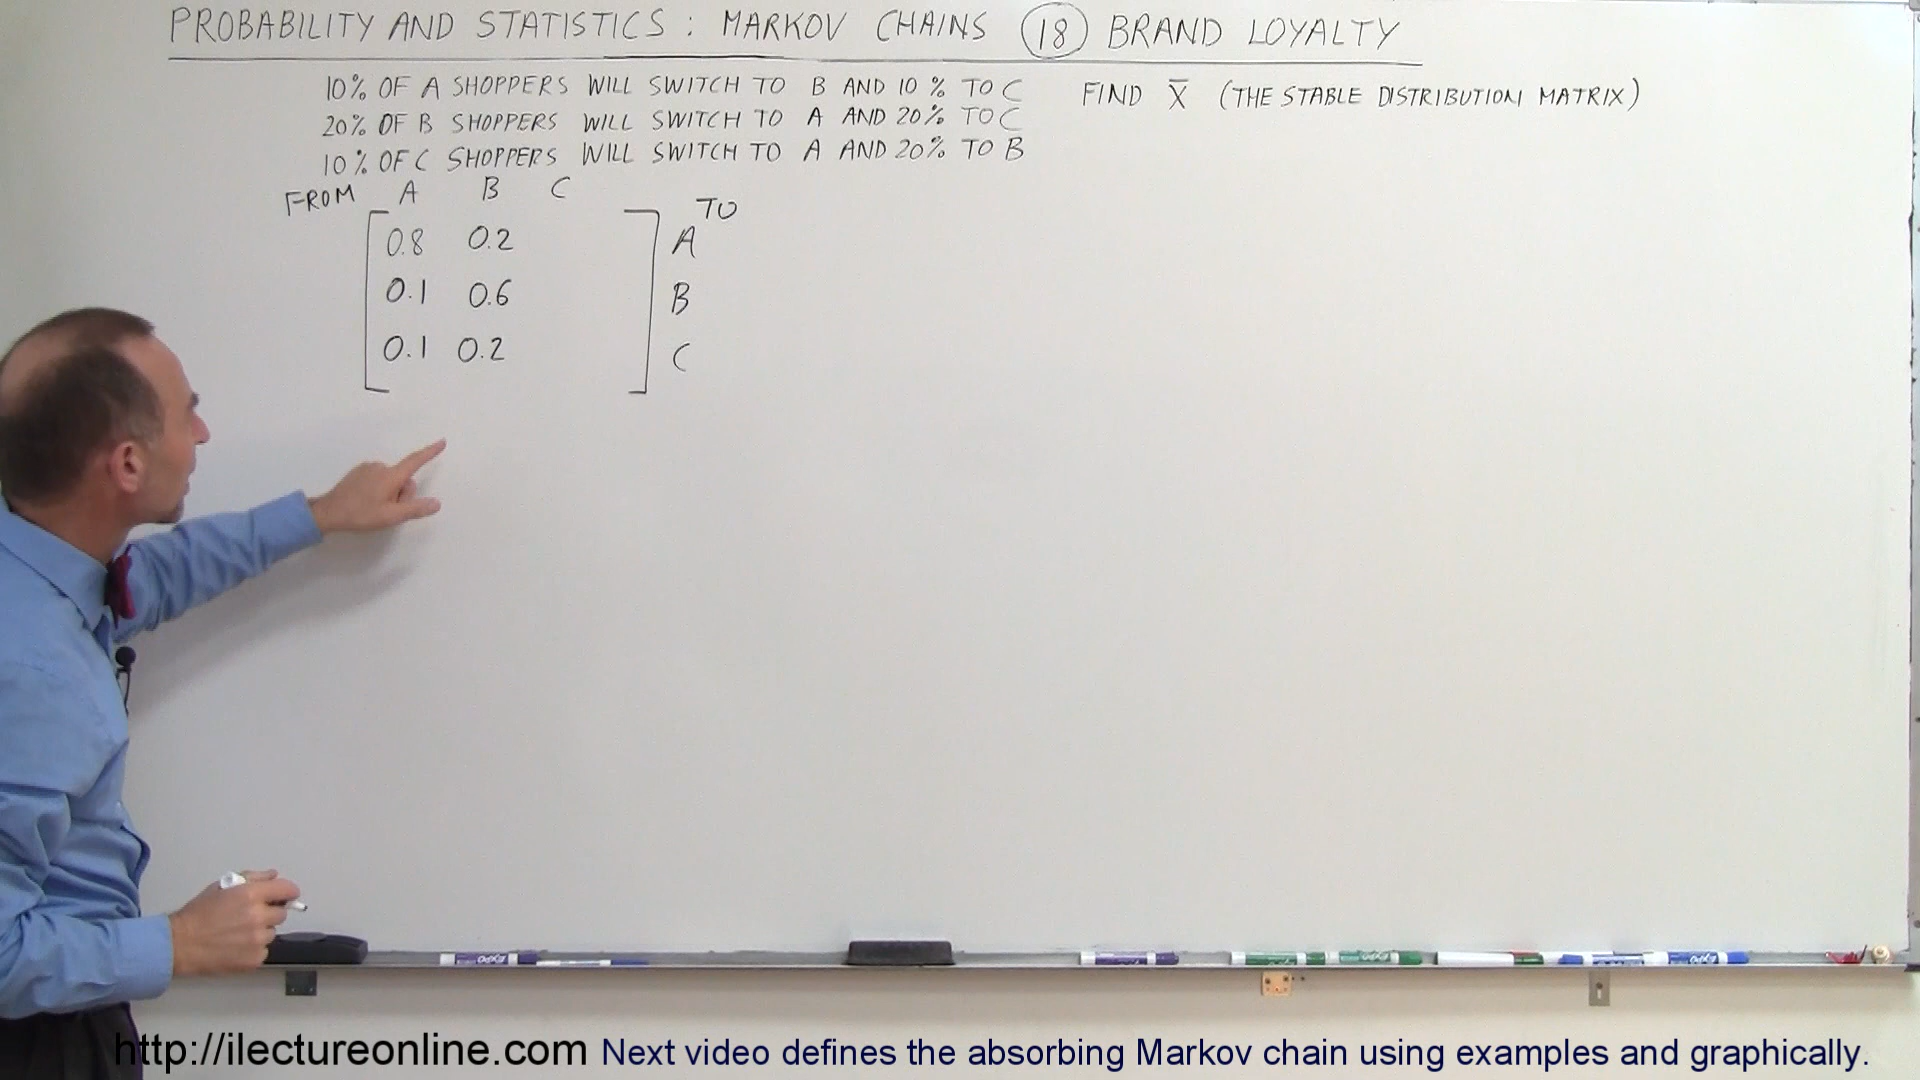 PROBABILITY AND STATISTICS : MARKOV CHAINS 18 BRAND LOYALTY
10% OF A SHOPPERS WILL SWITCH TO B AND 10 % TO C
20% OF B SHOPPERS WILL SWITCH TO A AND 20% TO C
10% OF C SHOPPERS WILL SWITCH TO A AND 20% TO B
FIND X̅ (THE STABLE DISTRIBUTION MATRIX)
FROM A B C TO
0.8 0.2 A
0.1 0.6 B
0.1 0.2 C
http://ilectureonline.com Next video defines the absorbing Markov chain using examples and graphically.